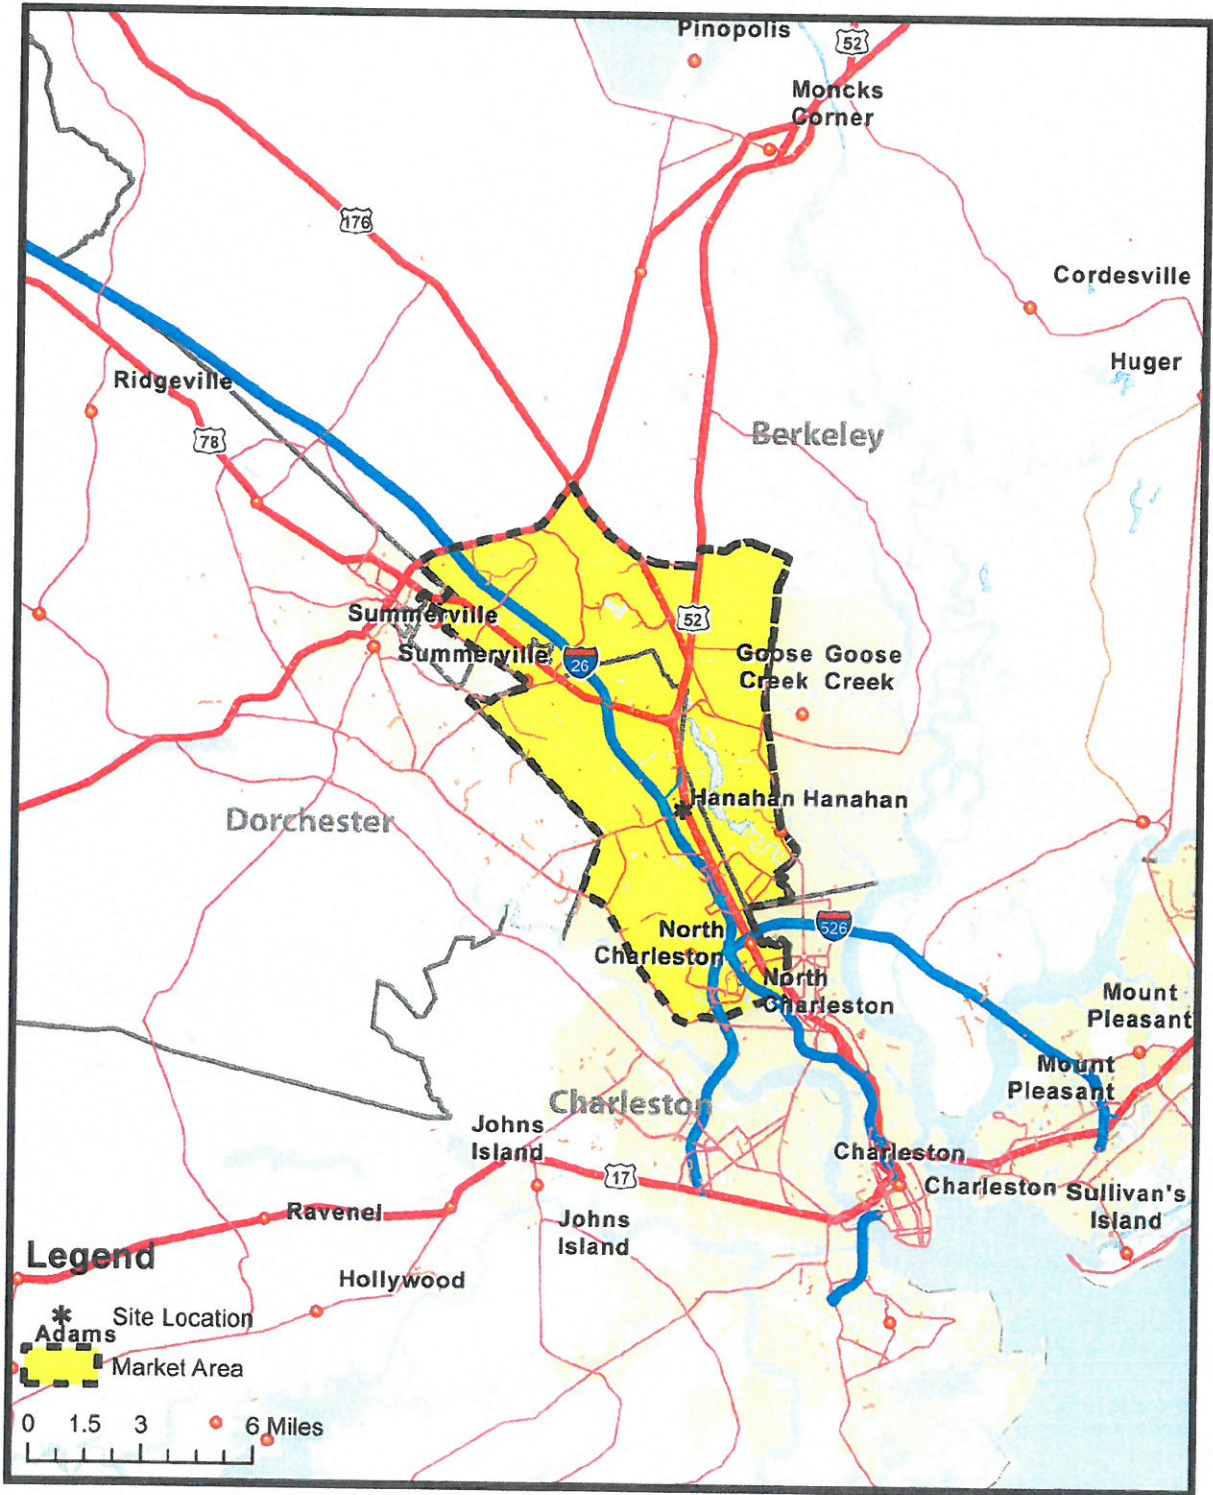 Pinopolis
52
Moncks
Corner
176
Cordesville
Huger
Ridgeville
78
Berkeley
Summerville
52
Summerville
26
Goose Goose
Creek Creek
Hanahan Hanahan
Dorchester
North
Charleston
526
North
Charleston
Mount
Pleasant
Mount
Pleasant
Charleston
Johns
Island
Charleston
17
Charleston
Sullivan's
Island
Ravenel
Johns
Island
Legend
Hollywood
Site Location
Adams
Market Area
0 1.5 3 6 Miles